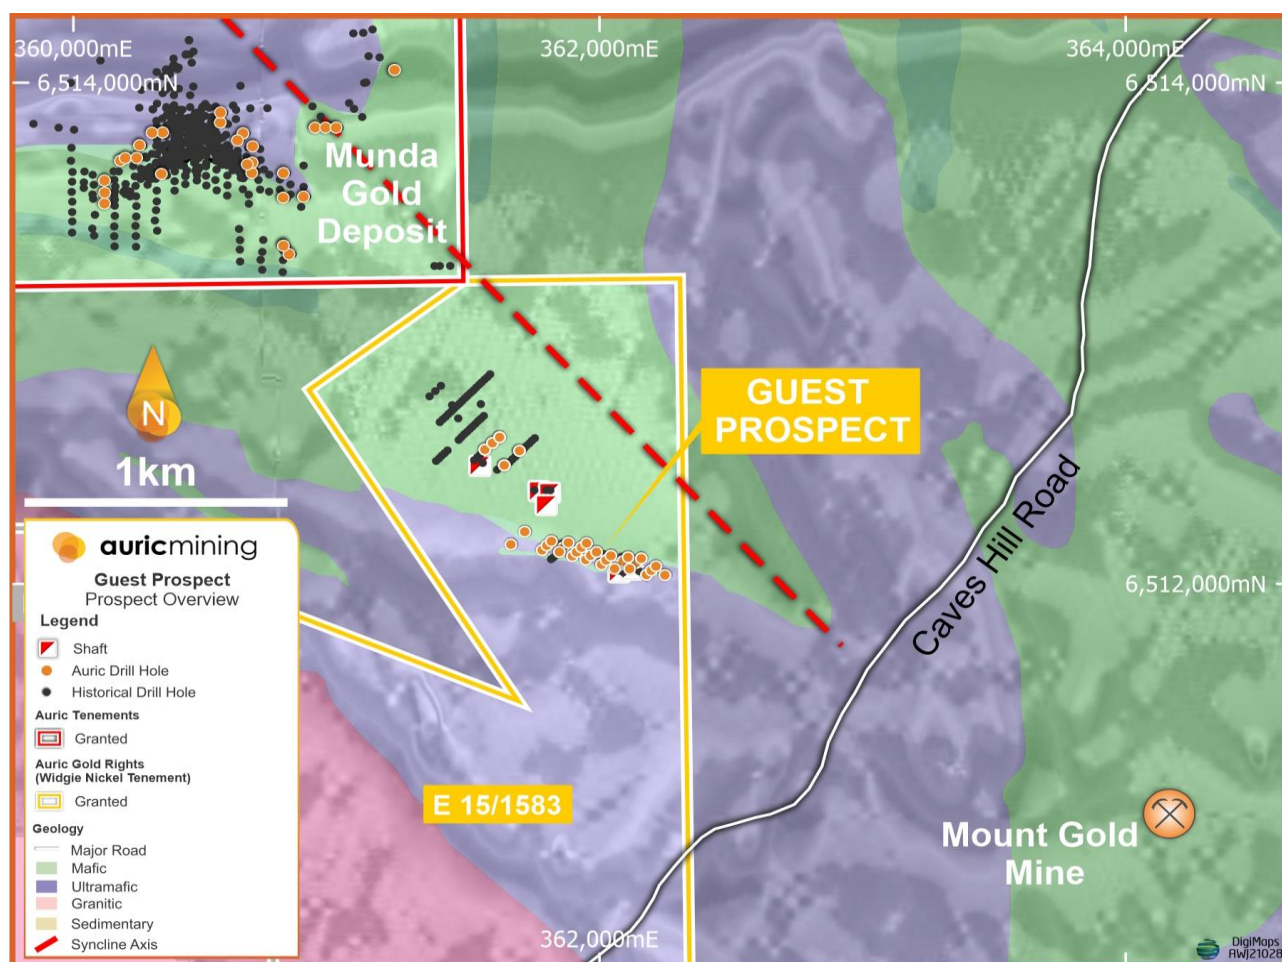 360,000mE
362,000mE
364,000mE
6,514,000mN
6,514,000mN
Munda
Gold
Deposit
N
1km
GUEST
PROSPECT
Caves Hill Road
6,512,000mN
auricmining
Guest Prospect
Prospect Overview
Legend
Shaft
Auric Drill Hole
Historical Drill Hole
Auric Tenements
Granted
Auric Gold Rights
(Widgie Nickel Tenement)
Granted
Geology
Major Road
Mafic
Ultramafic
Granitic
Sedimentary
Syncline Axis
E 15/1583
Mount Gold
Mine
362,000mE
DigiMaps
AWJ21028